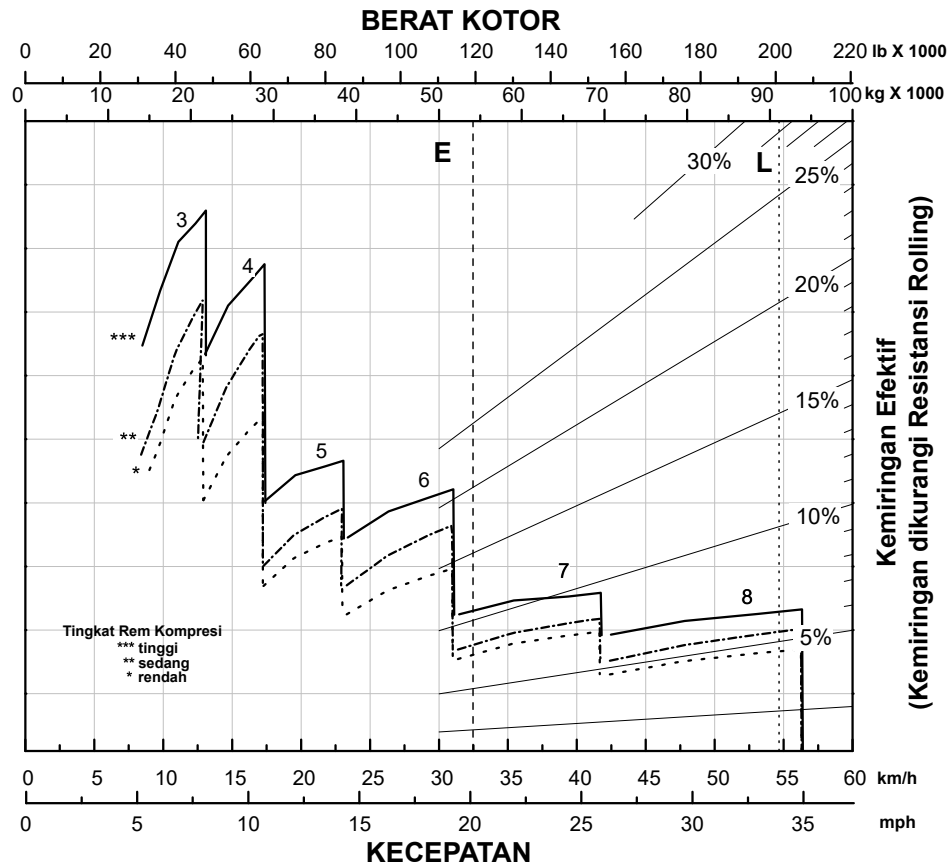 BERAT KOTOR
0 20 40 60 80 100 120 140 160 180 200 220 lb X 1000
0 10 20 30 40 50 60 70 80 90 100 kg X 1000
E
L
30%
25%
20%
15%
10%
5%
3
4
5
6
7
8
***
**
*
Tingkat Rem Kompresi
*** tinggi
** sedang
* rendah
Kemiringan Efektif
(Kemiringan dikurangi Resistansi Rolling)
0 5 10 15 20 25 30 35 40 45 50 55 60 km/h
0 5 10 15 20 25 30 35 mph
KECEPATAN